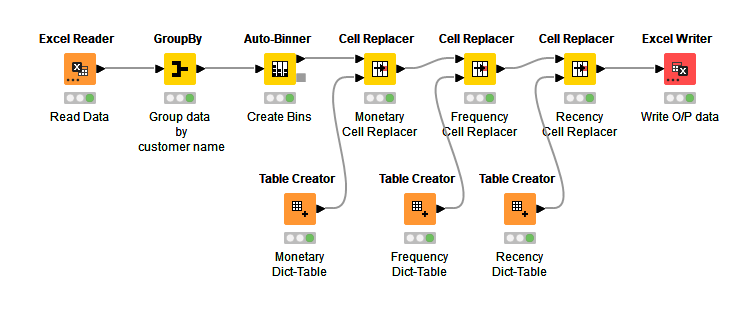 Excel Reader
GroupBy
Auto-Binner
Cell Replacer
Cell Replacer
Cell Replacer
Excel Writer
Read Data
Group data
by
customer name
Create Bins
Monetary
Cell Replacer
Frequency
Cell Replacer
Recency
Cell Replacer
Write O/P data
Table Creator
Table Creator
Table Creator
Monetary
Dict-Table
Frequency
Dict-Table
Recency
Dict-Table